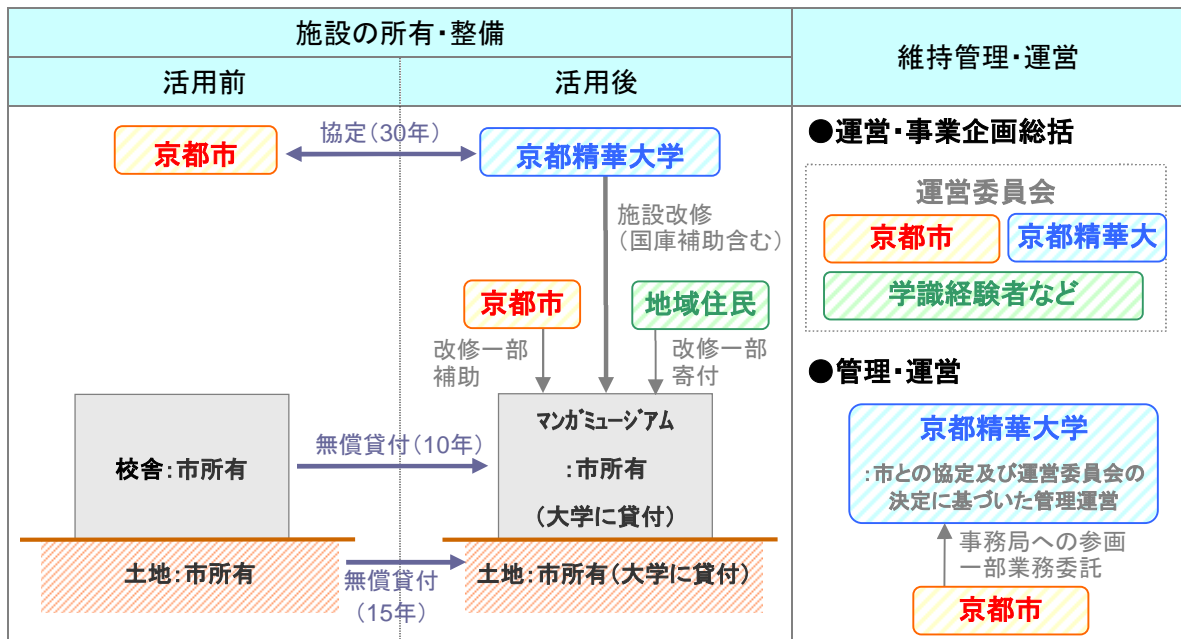 施設の所有・整備
維持管理・運営
活用前
活用後
協定(30年)
京都市
京都精華大学
施設改修
(国庫補助含む)
京都市
地域住民
改修一部
補助
改修一部
寄付
校舎:市所有
無償貸付(10年)
マンガミュージアム
:市所有
(大学に貸付)
土地:市所有
無償貸付
(15年)
土地:市所有(大学に貸付)
●運営・事業企画総括
運営委員会
京都市
京都精華大
学識経験者など
●管理・運営
京都精華大学
:市との協定及び運営委員会の
決定に基づいた管理運営
事務局への参画
一部業務委託
京都市